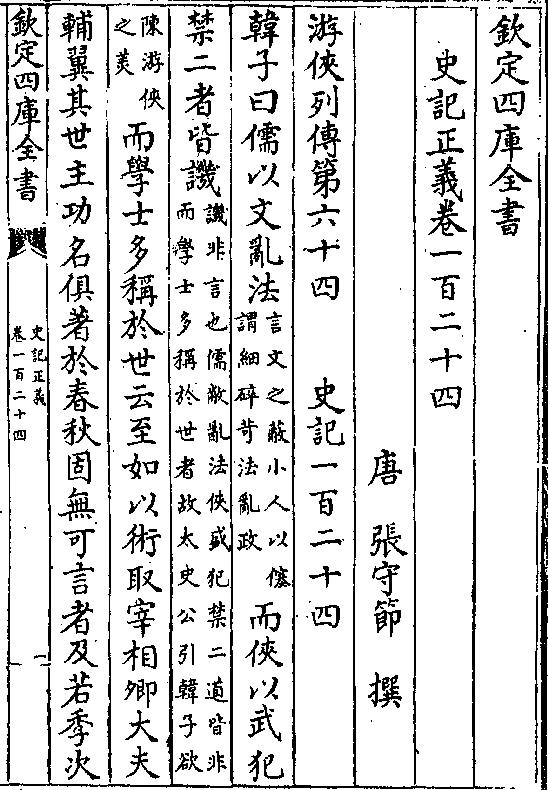 欽定四庫全書
史記正義卷一百二十四
唐 張守節 撰
游俠列傳第六十四 史記一百二十四
韓子曰儒以文亂法言文之蔽小人以僿謂細碎苛法亂政而俠以武犯
禁二者皆譏譏非言也儒敝亂法俠盛犯禁二道皆非而學士多稱於世者故太史公引韓子欲
陳游俠之美而學士多稱於世云至如以術取宰相卿大夫
輔翼其世主功名俱著於春秋固無可言者及若季次
欽定四庫全書
史記正義
卷一百二十四
一